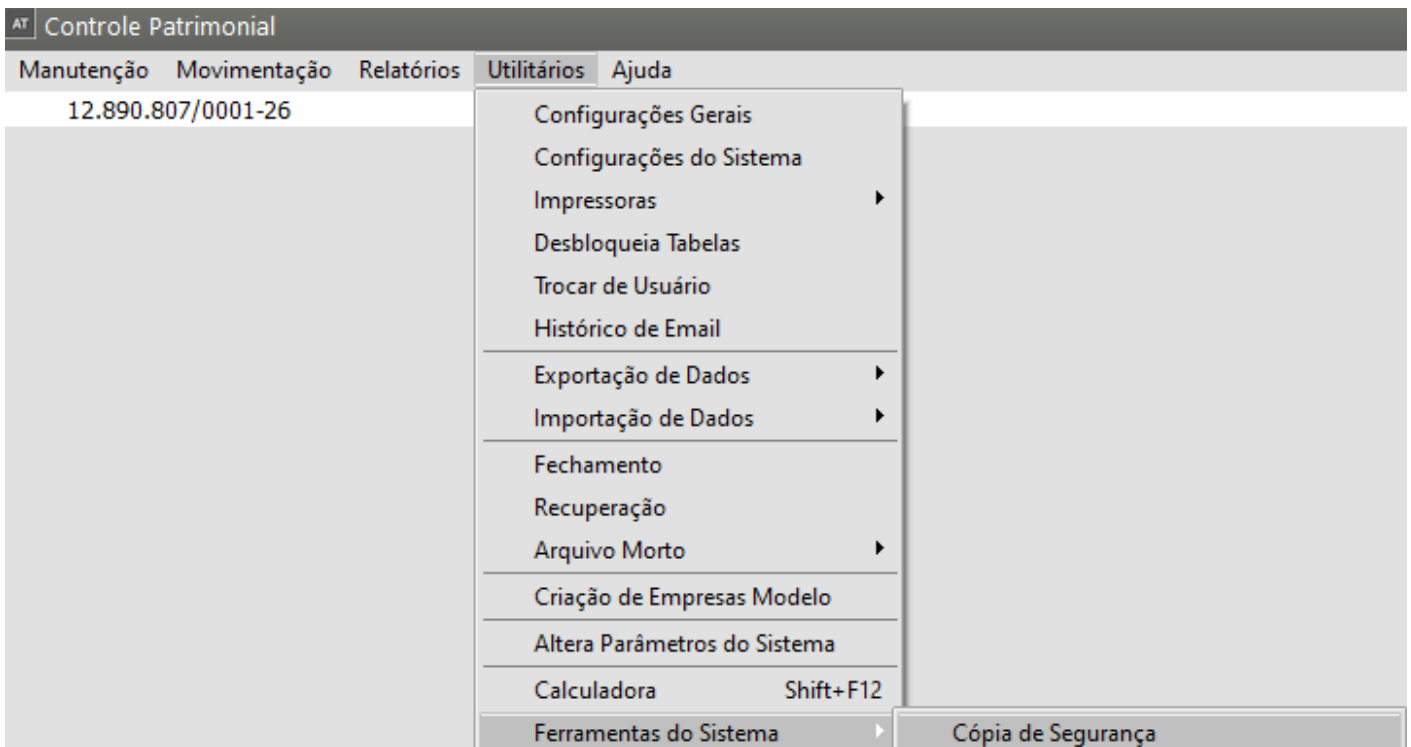 AT Controle Patrimonial
Manutenção Movimentação Relatórios Utilitários Ajuda
12.890.807/0001-26
Configurações Gerais
Configurações do Sistema
Impressoras
Desbloqueia Tabelas
Trocar de Usuário
Histórico de Email
Exportação de Dados
Importação de Dados
Fechamento
Recuperação
Arquivo Morto
Criação de Empresas Modelo
Altera Parâmetros do Sistema
Calculadora Shift+F12
Ferramentas do Sistema Cópia de Segurança